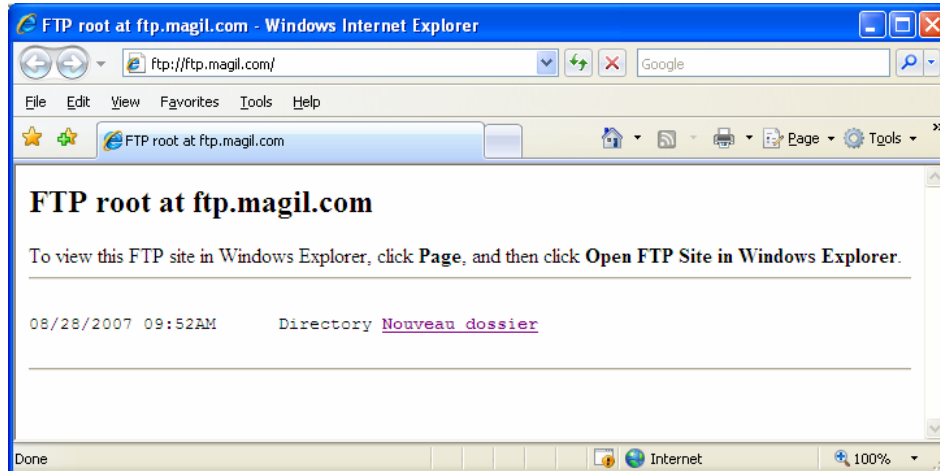 FTP root at ftp.magil.com - Windows Internet Explorer
ftp://ftp.magil.com/
Google
File Edit View Favorites Tools Help
FTP root at ftp.magil.com
Page Tools »
FTP root at ftp.magil.com
To view this FTP site in Windows Explorer, click Page, and then click Open FTP Site in Windows Explorer.
08/28/2007 09:52AM Directory Nouveau dossier
Done Internet 100%